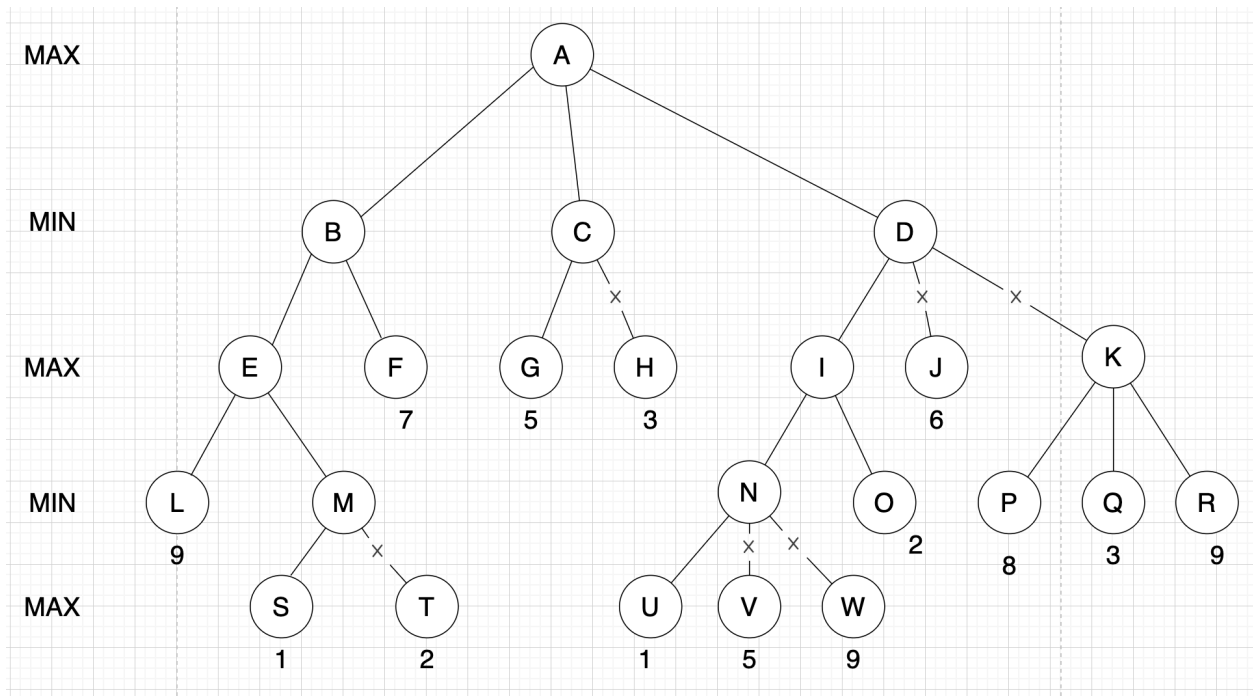 MAX A
MIN B C D
x x x
MAX E F G H I J K
7 5 3 6
MIN L M N O P Q R
9 x x x 2 8 3 9
MAX S T U V W
1 2 1 5 9